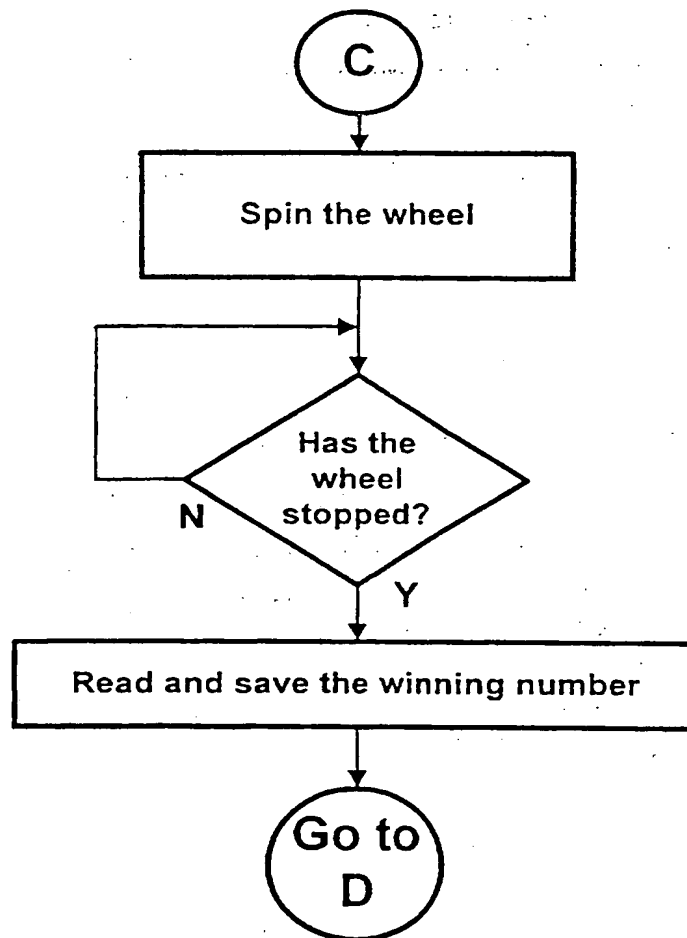 C
Spin the wheel
Has the
wheel
stopped?
N
Y
Read and save the winning number
Go to
D